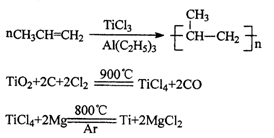 CH₃
nCH₃CH=CH₂ TiCl₃ Al(C₂H₅)₃ [CH—CH₂]n
TiO₂+2C+2Cl₂ 900℃ TiCl₄+2CO
TiCl₄+2Mg 800℃ Ar Ti+2MgCl₂